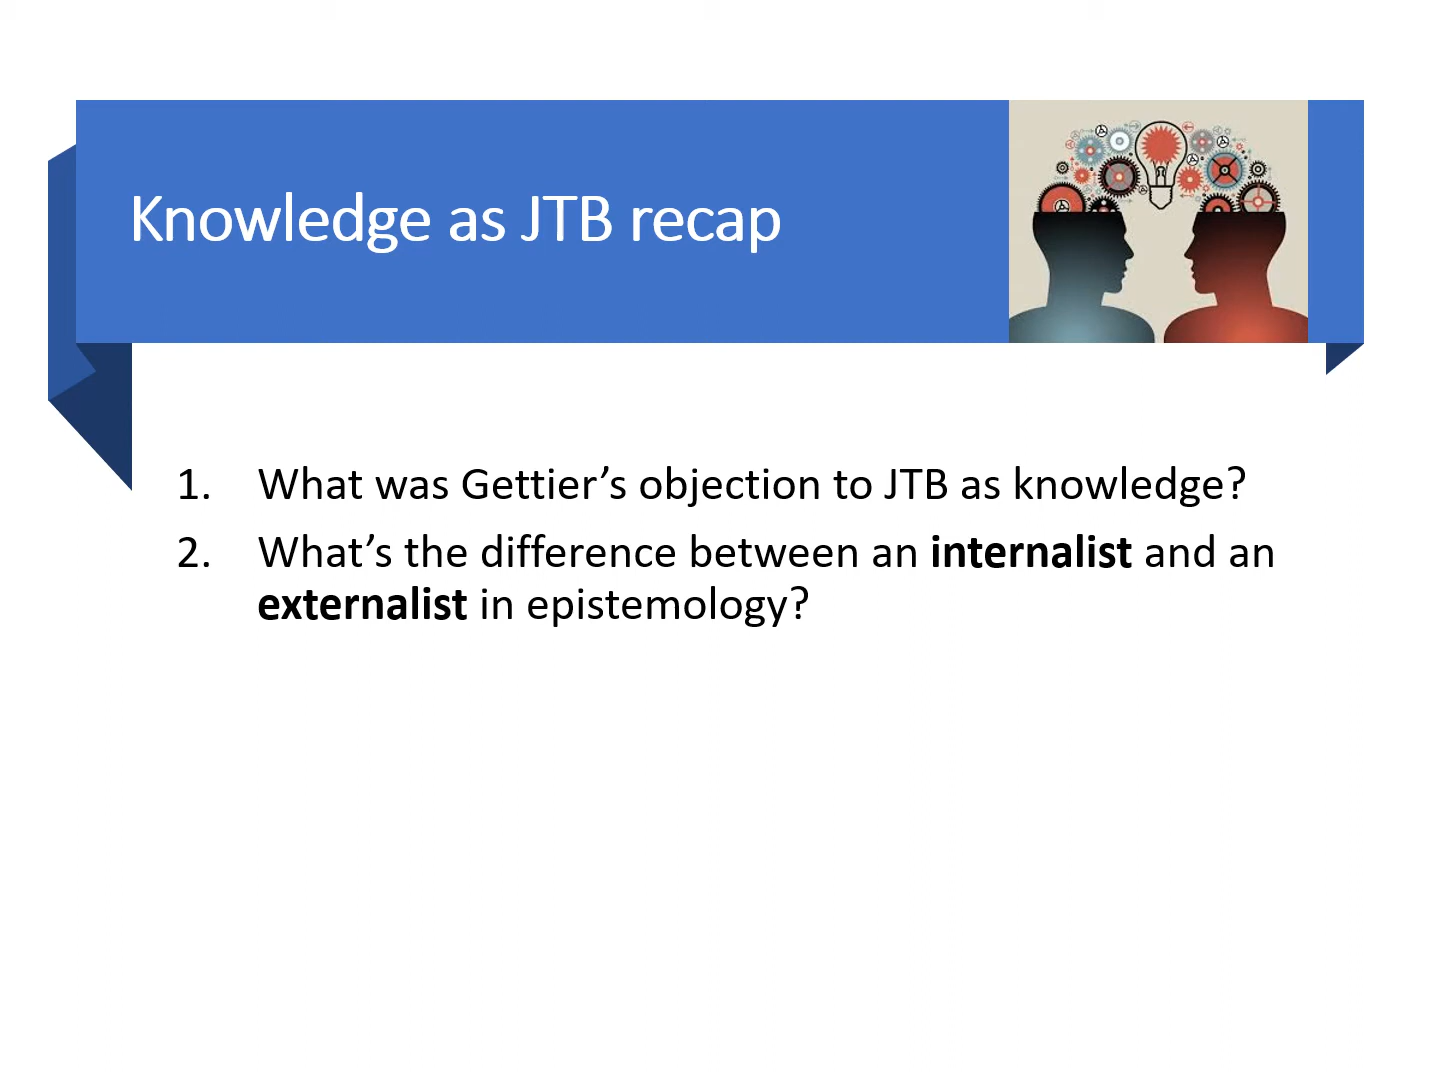 Knowledge as JTB recap
1. What was Gettier’s objection to JTB as knowledge?
2. What’s the difference between an internalist and an
externalist in epistemology?